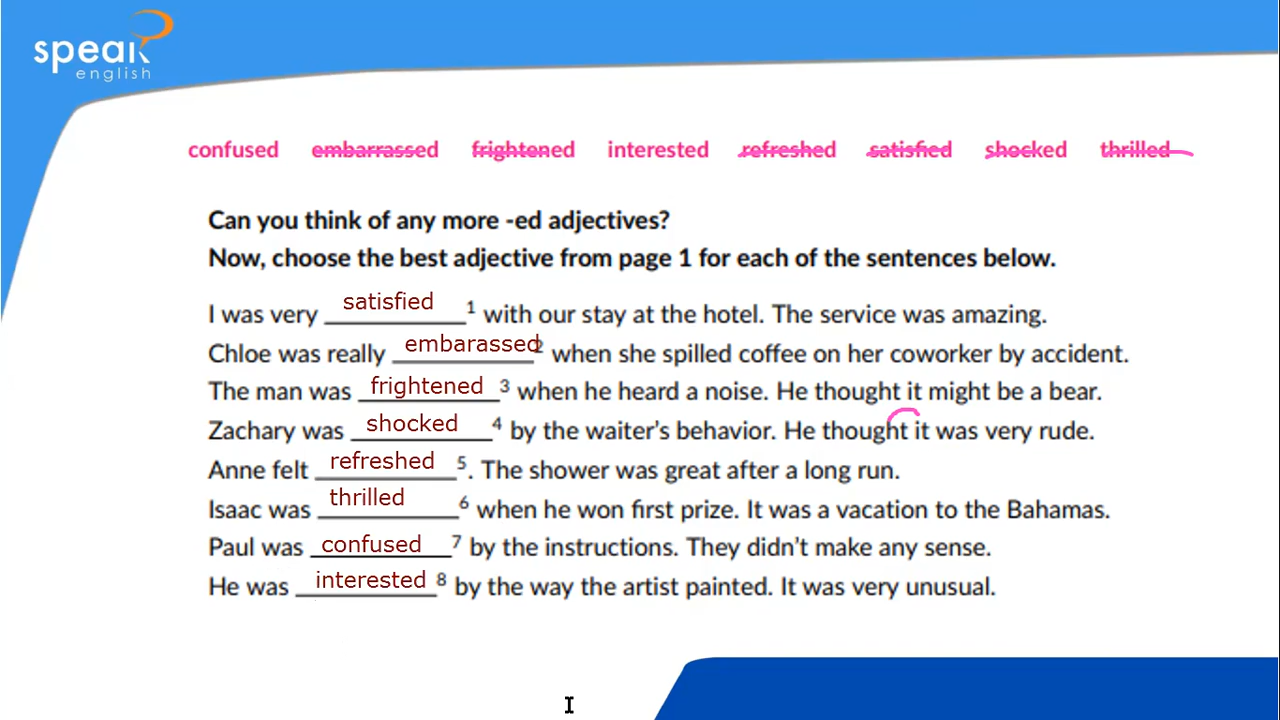 speak
english
confused embarrassed frightened interested refreshed satisfied shocked thrilled
Can you think of any more -ed adjectives?
Now, choose the best adjective from page 1 for each of the sentences below.
I was very satisfied 1 with our stay at the hotel. The service was amazing.
Chloe was really embarassed 2 when she spilled coffee on her coworker by accident.
The man was frightened 3 when he heard a noise. He thought it might be a bear.
Zachary was shocked 4 by the waiter's behavior. He thought it was very rude.
Anne felt refreshed 5. The shower was great after a long run.
Isaac was thrilled 6 when he won first prize. It was a vacation to the Bahamas.
Paul was confused 7 by the instructions. They didn't make any sense.
He was interested 8 by the way the artist painted. It was very unusual.